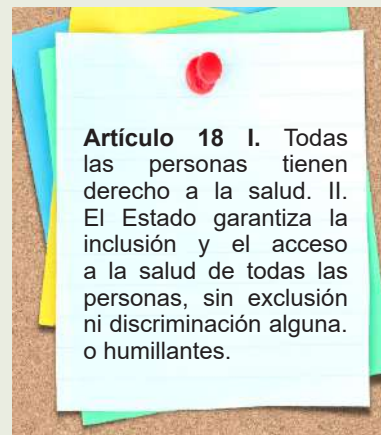 Artículo 18 I. Todas
las personas tienen
derecho a la salud. II.
El Estado garantiza la
inclusión y el acceso
a la salud de todas las
personas, sin exclusión
ni discriminación alguna.
o humillantes.